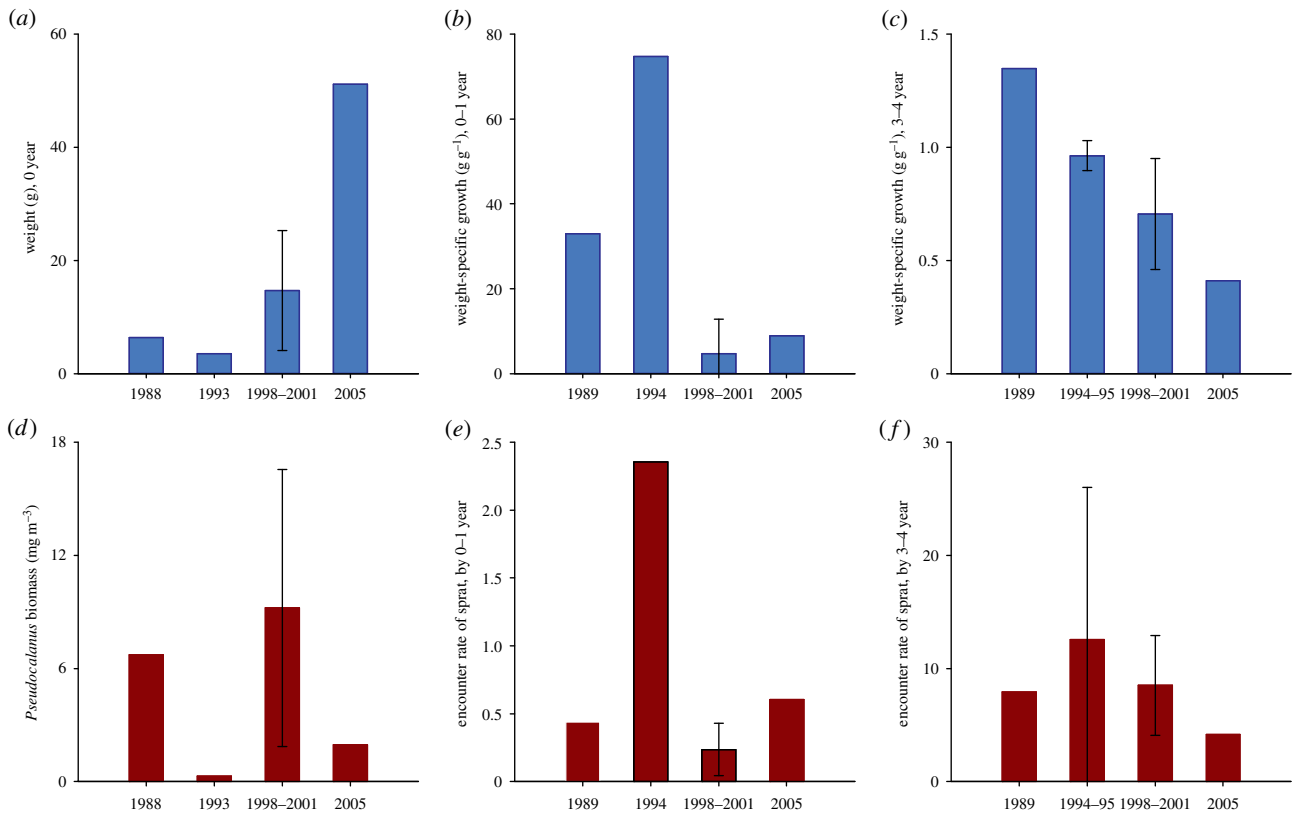 (a)
weight (g), 0 year
60
40
20
0
1988 1993 1998–2001 2005
(b)
weight-specific growth (g g⁻¹), 0–1 year
80
60
40
20
0
1989 1994 1998–2001 2005
(c)
weight-specific growth (g g⁻¹), 3–4 year
1.5
1.0
0.5
0
1989 1994–95 1998–2001 2005
(d)
Pseudocalanus biomass (mg m⁻³)
18
12
6
0
1988 1993 1998–2001 2005
(e)
encounter rate of sprat, by 0–1 year
2.5
2.0
1.5
1.0
0.5
0
1989 1994 1998–2001 2005
(f)
encounter rate of sprat, by 3–4 year
30
20
10
0
1989 1994–95 1998–2001 2005